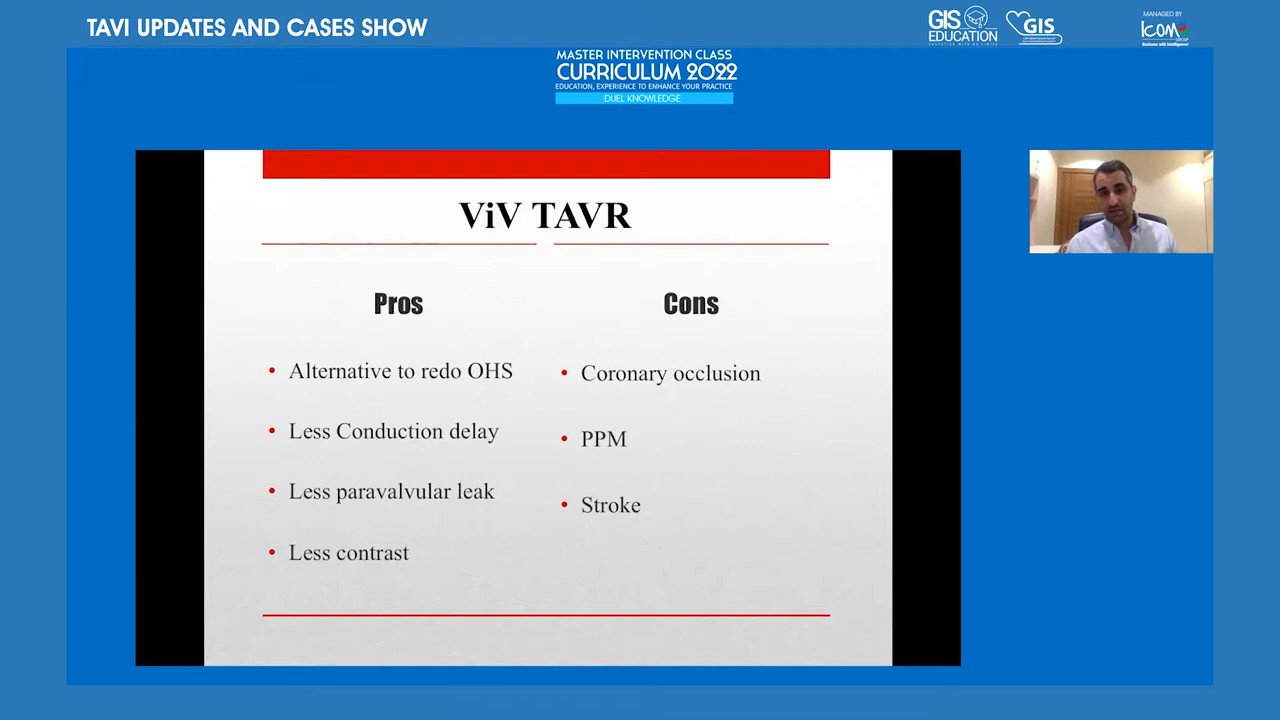 TAVI UPDATES AND CASES SHOW
GIS
EDUCATION
GIS
MANAGED BY
ICOM
GROUP
Business with Intelligence!
MASTER INTERVENTION CLASS
CURRICULUM 2022
EDUCATION, EXPERIENCE TO ENHANCE YOUR PRACTICE
DUEL KNOWLEDGE
ViV TAVR
Pros
Cons
• Alternative to redo OHS
• Less Conduction delay
• Less paravalvular leak
• Less contrast
• Coronary occlusion
• PPM
• Stroke